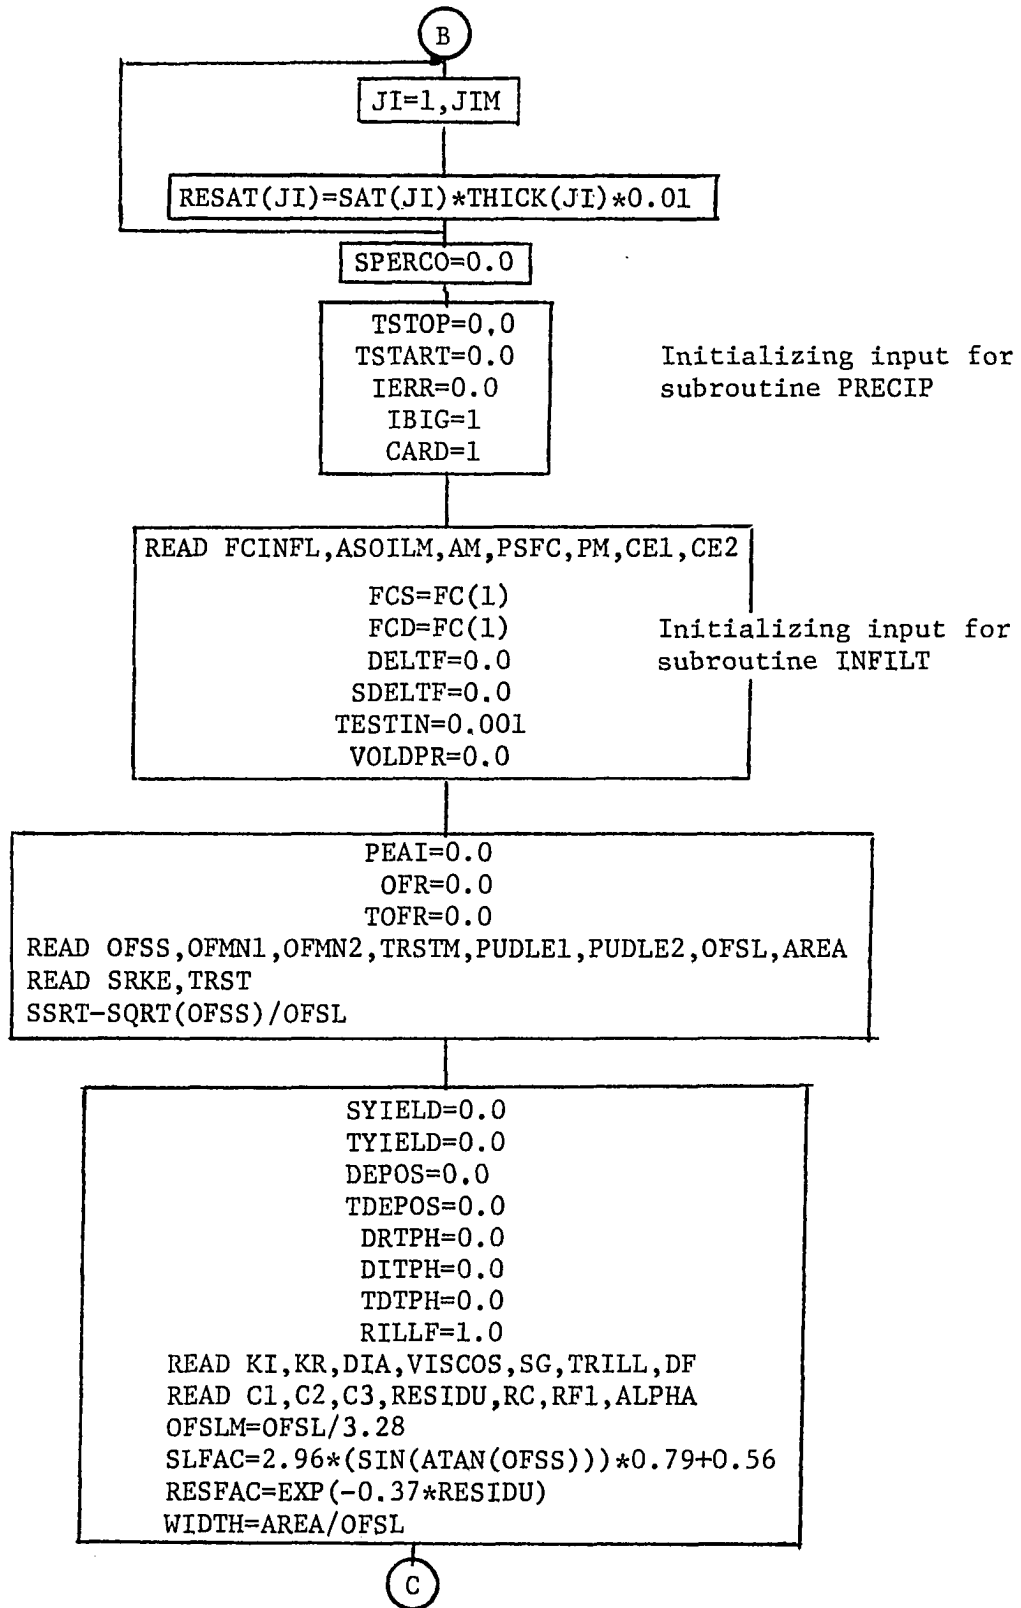 B
JI=1,JIM
RESAT(JI)=SAT(JI)*THICK(JI)*0.01
SPERCO=0.0
TSTOP=0.0
TSTART=0.0
IERR=0.0
IBIG=1
CARD=1
Initializing input for
subroutine PRECIP
READ FCINFL,ASOILM,AM,PSFC,PM,CE1,CE2
FCS=FC(1)
FCD=FC(1)
DELTF=0.0
SDELTF=0.0
TESTIN=0.001
VOLDPR=0.0
Initializing input for
subroutine INFILT
PEAI=0.0
OFR=0.0
TOFR=0.0
READ OFSS,OFMN1,OFMN2,TRSTM,PUDLE1,PUDLE2,OFSL,AREA
READ SRKE,TRST
SSRT-SQRT(OFSS)/OFSL
SYIELD=0.0
TYIELD=0.0
DEPOS=0.0
TDEPOS=0.0
DRTPH=0.0
DITPH=0.0
TDTPH=0.0
RILLF=1.0
READ KI,KR,DIA,VISCOS,SG,TRILL,DF
READ C1,C2,C3,RESIDU,RC,RF1,ALPHA
OFSLM=OFSL/3.28
SLFAC=2.96*(SIN(ATAN(OFSS)))*0.79+0.56
RESFAC=EXP(-0.37*RESIDU)
WIDTH=AREA/OFSL
C